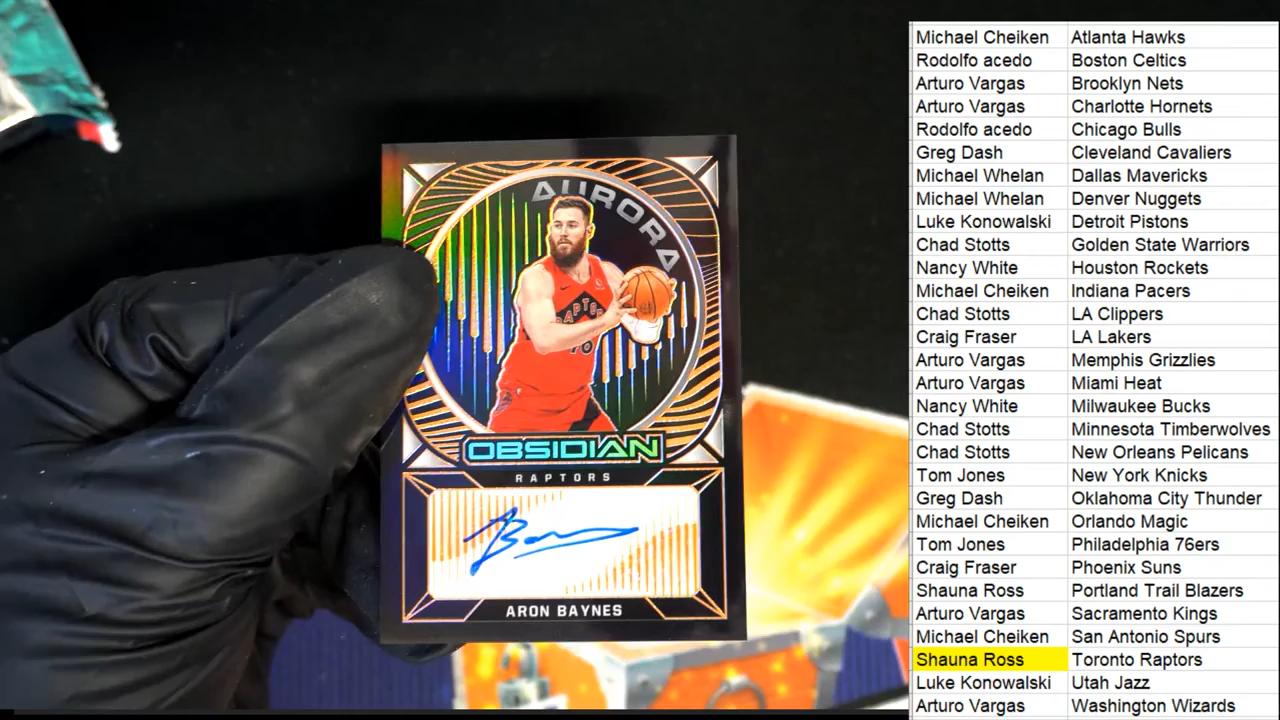 AURORA
RAPTORS
10
OBSIDIAN
RAPTORS
ARON BAYNES
Michael Cheiken Atlanta Hawks
Rodolfo acedo Boston Celtics
Arturo Vargas Brooklyn Nets
Arturo Vargas Charlotte Hornets
Rodolfo acedo Chicago Bulls
Greg Dash Cleveland Cavaliers
Michael Whelan Dallas Mavericks
Michael Whelan Denver Nuggets
Luke Konowalski Detroit Pistons
Chad Stotts Golden State Warriors
Nancy White Houston Rockets
Michael Cheiken Indiana Pacers
Chad Stotts LA Clippers
Craig Fraser LA Lakers
Arturo Vargas Memphis Grizzlies
Arturo Vargas Miami Heat
Nancy White Milwaukee Bucks
Chad Stotts Minnesota Timberwolves
Chad Stotts New Orleans Pelicans
Tom Jones New York Knicks
Greg Dash Oklahoma City Thunder
Michael Cheiken Orlando Magic
Tom Jones Philadelphia 76ers
Craig Fraser Phoenix Suns
Shauna Ross Portland Trail Blazers
Arturo Vargas Sacramento Kings
Michael Cheiken San Antonio Spurs
Shauna Ross Toronto Raptors
Luke Konowalski Utah Jazz
Arturo Vargas Washington Wizards